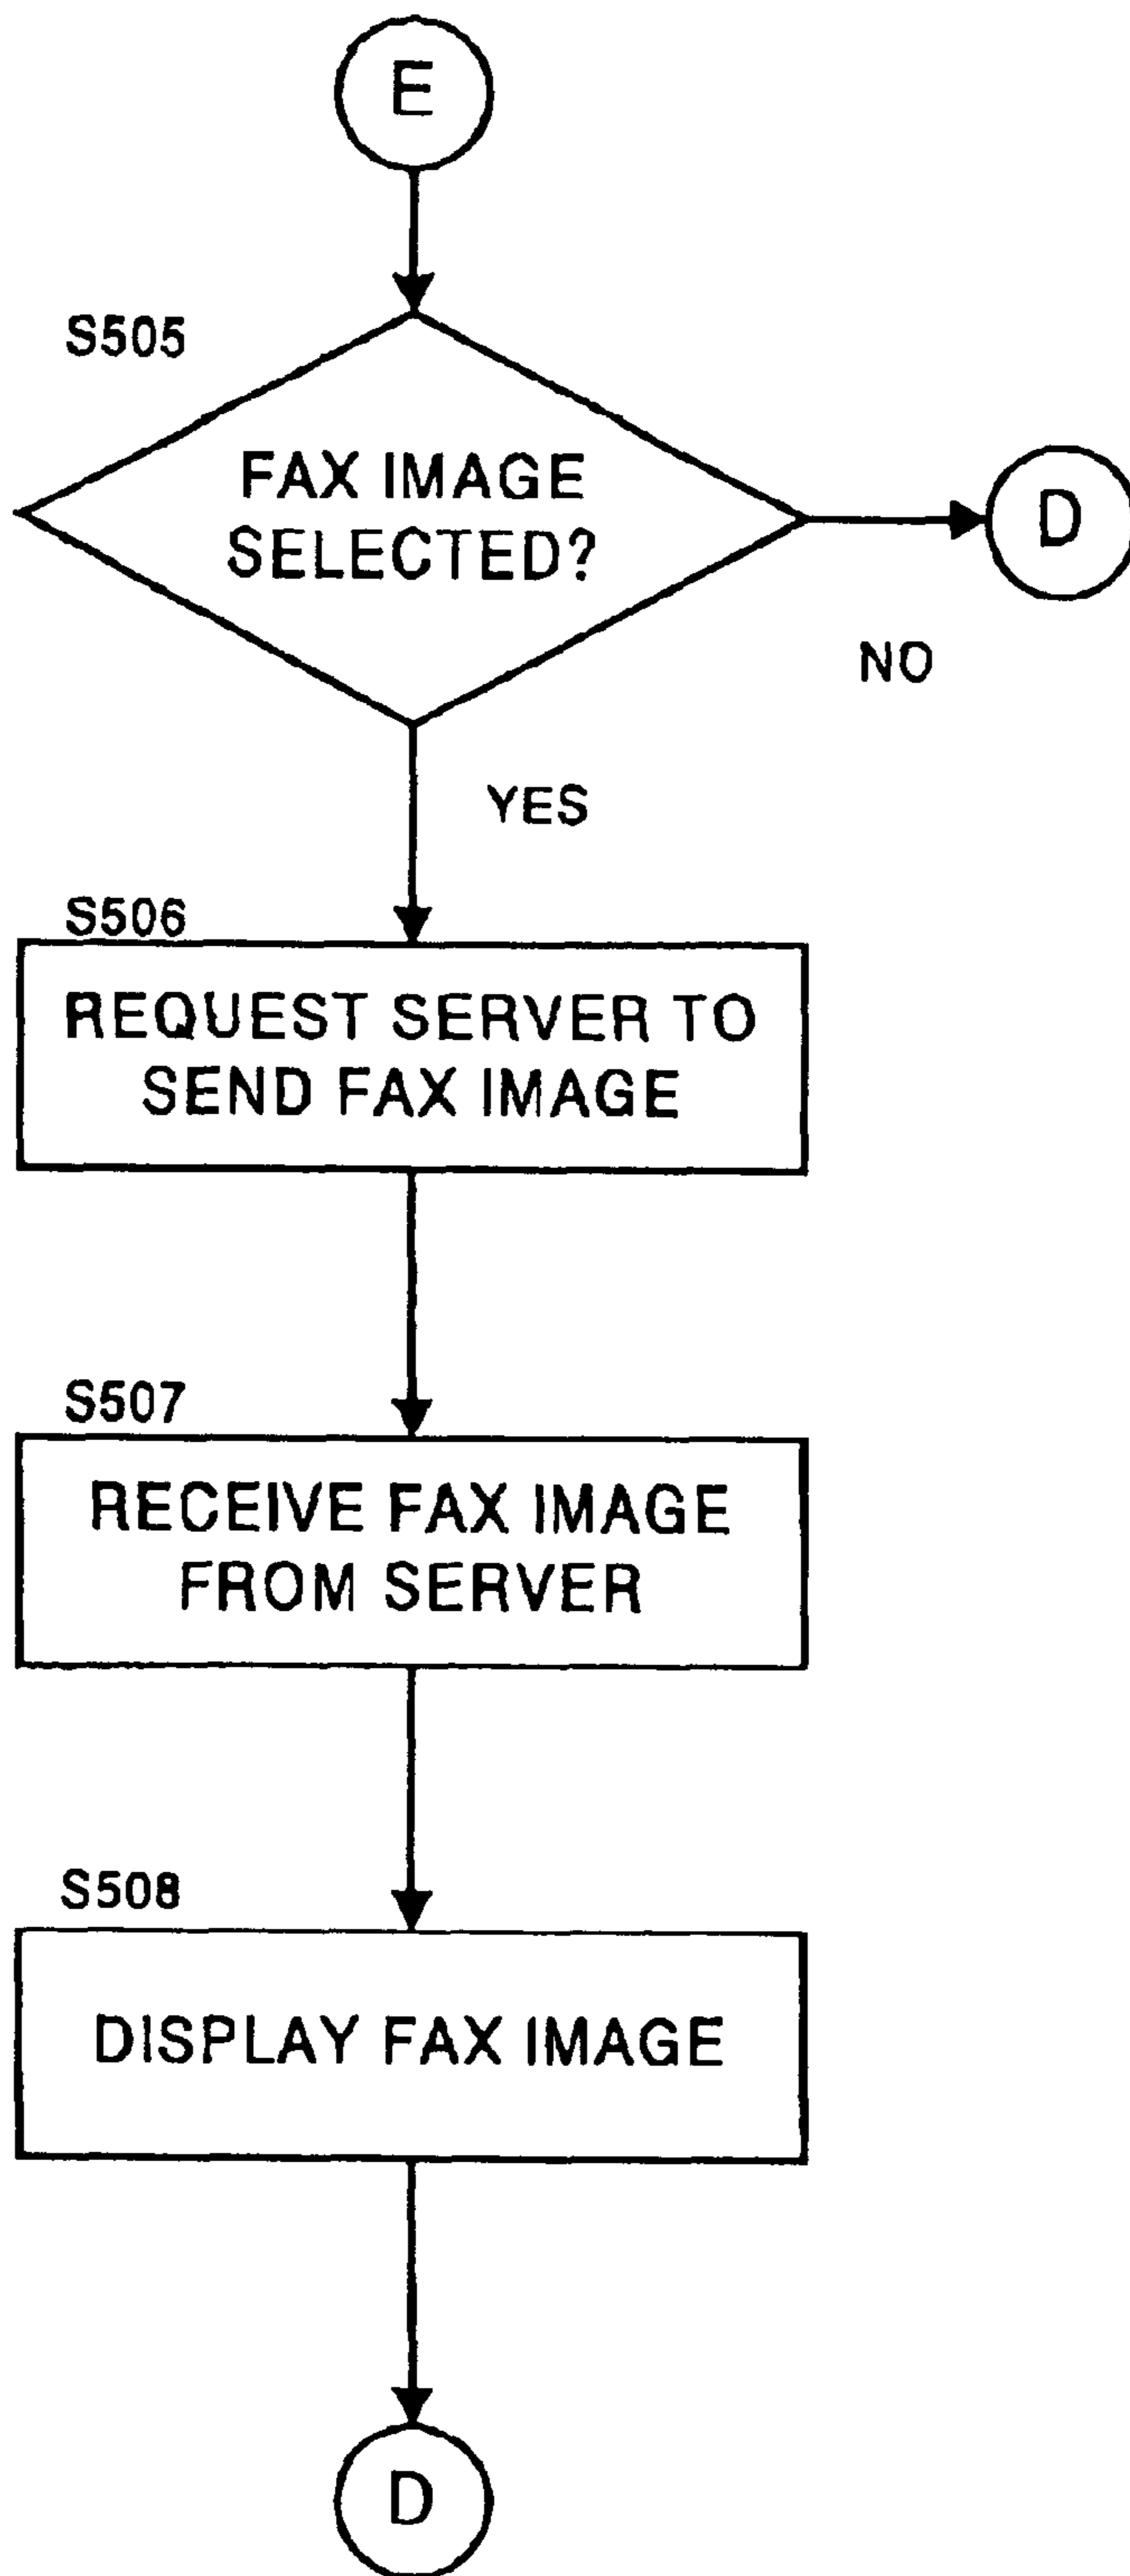 E
S505
FAX IMAGE
SELECTED?
D
NO
YES
S506
REQUEST SERVER TO
SEND FAX IMAGE
S507
RECEIVE FAX IMAGE
FROM SERVER
S508
DISPLAY FAX IMAGE
D